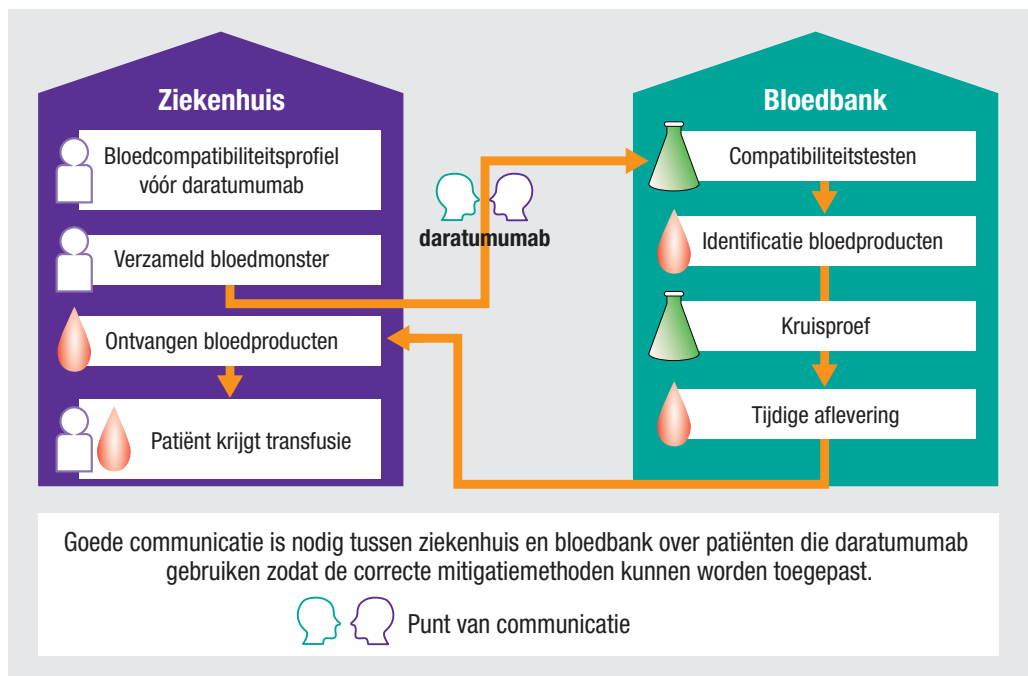 Ziekenhuis
Bloedcompatibiliteitsprofiel
vóór daratumumab
Verzameld bloedmonster
Ontvangen bloedproducten
Patiënt krijgt transfusie
daratumumab
Bloedbank
Compatibiliteitstesten
Identificatie bloedproducten
Kruisproef
Tijdige aflevering
Goede communicatie is nodig tussen ziekenhuis en bloedbank over patiënten die daratumumab
gebruiken zodat de correcte mitigatiemethoden kunnen worden toegepast.
Punt van communicatie